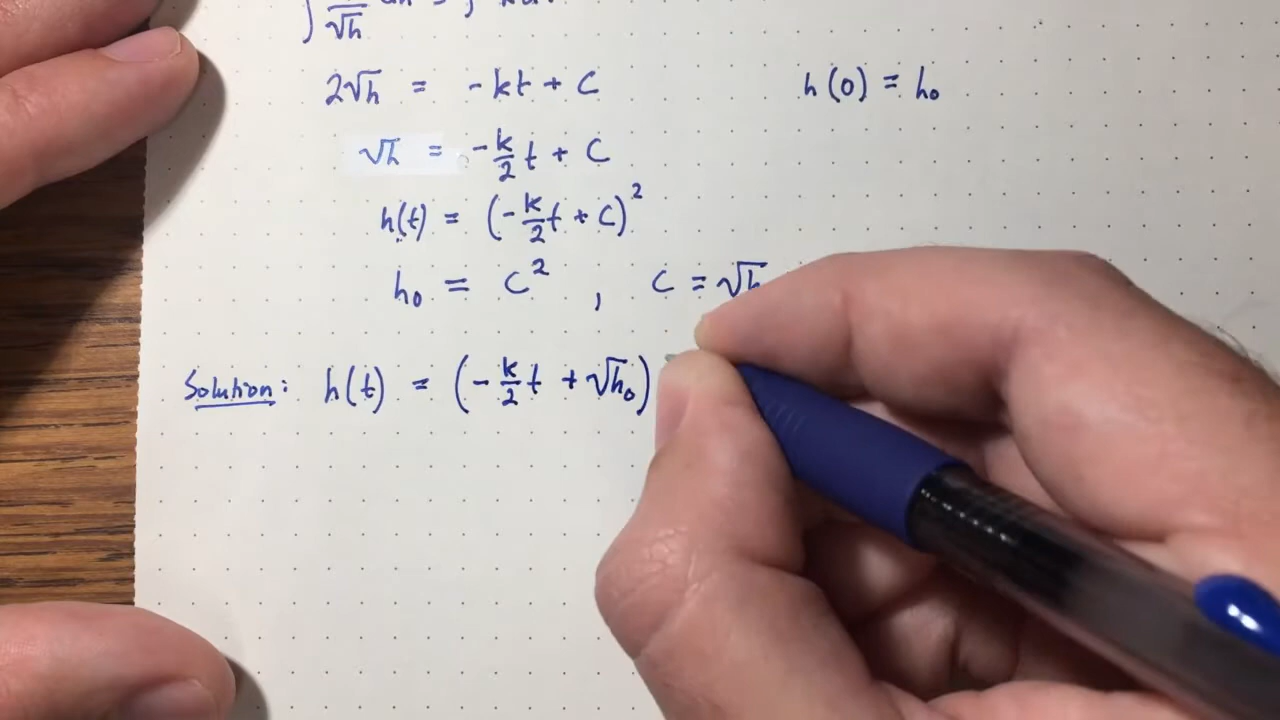 √h
2√h = -kt + C
h(0) = h₀
√h = -k/2 t + C
h(t) = (-k/2 t + C)²
h₀ = C² , C = √h
Solution: h(t) = (-k/2 t + √h₀)